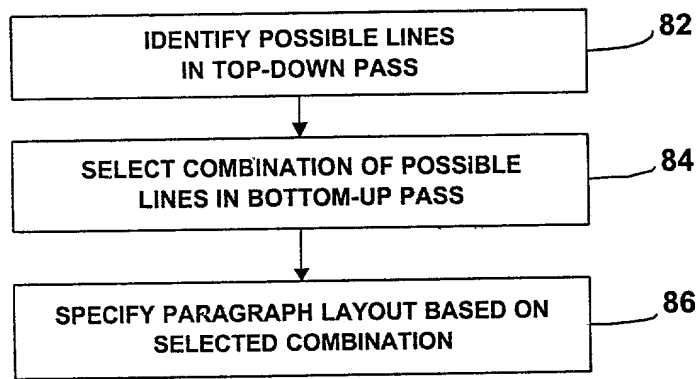 IDENTIFY POSSIBLE LINES
IN TOP-DOWN PASS
82
SELECT COMBINATION OF POSSIBLE
LINES IN BOTTOM-UP PASS
84
SPECIFY PARAGRAPH LAYOUT BASED ON
SELECTED COMBINATION
86